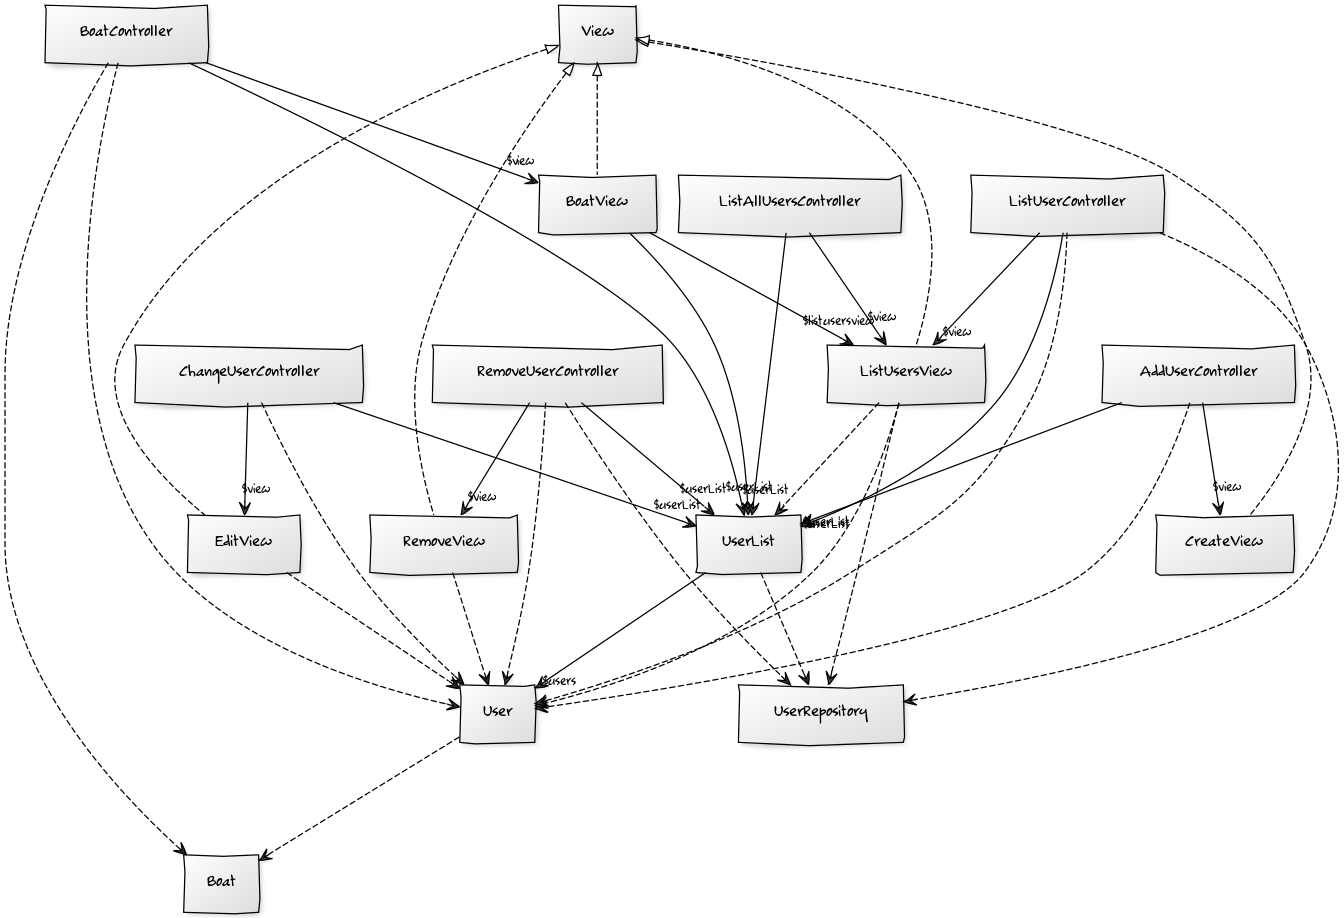 BoatController
View
$view
BoatView
ListAllUsersController
ListUserController
$listusersview
$view
$view
ChangeUserController
RemoveUserController
ListUsersView
AddUserController
$view
$view
$userList
$userList
$userList
$userList
$view
$userList
$userList
EditView
RemoveView
UserList
CreateView
$users
User
UserRepository
Boat